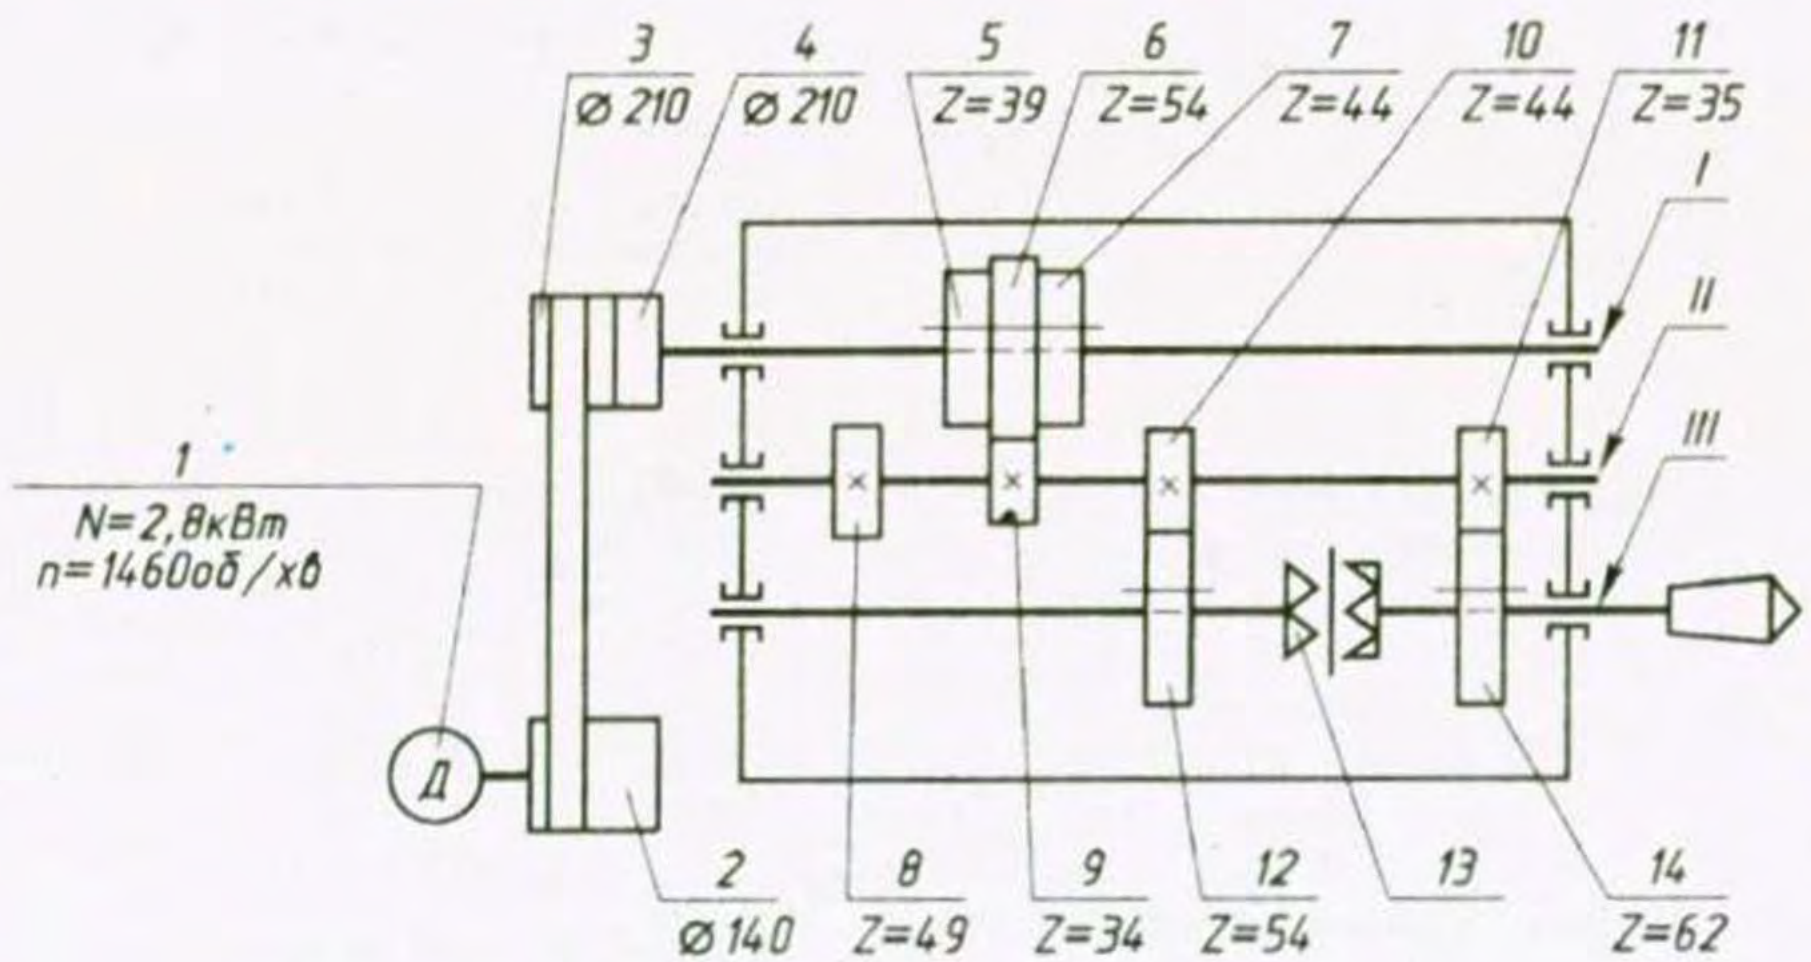 3
Ø 210
4
Ø 210
5
Z=39
6
Z=54
7
Z=44
10
Z=44
11
Z=35
I
II
III
1
N=2,8кВт
n=1460об/хв
Д
2
Ø 140
8
Z=49
9
Z=34
12
Z=54
13
14
Z=62